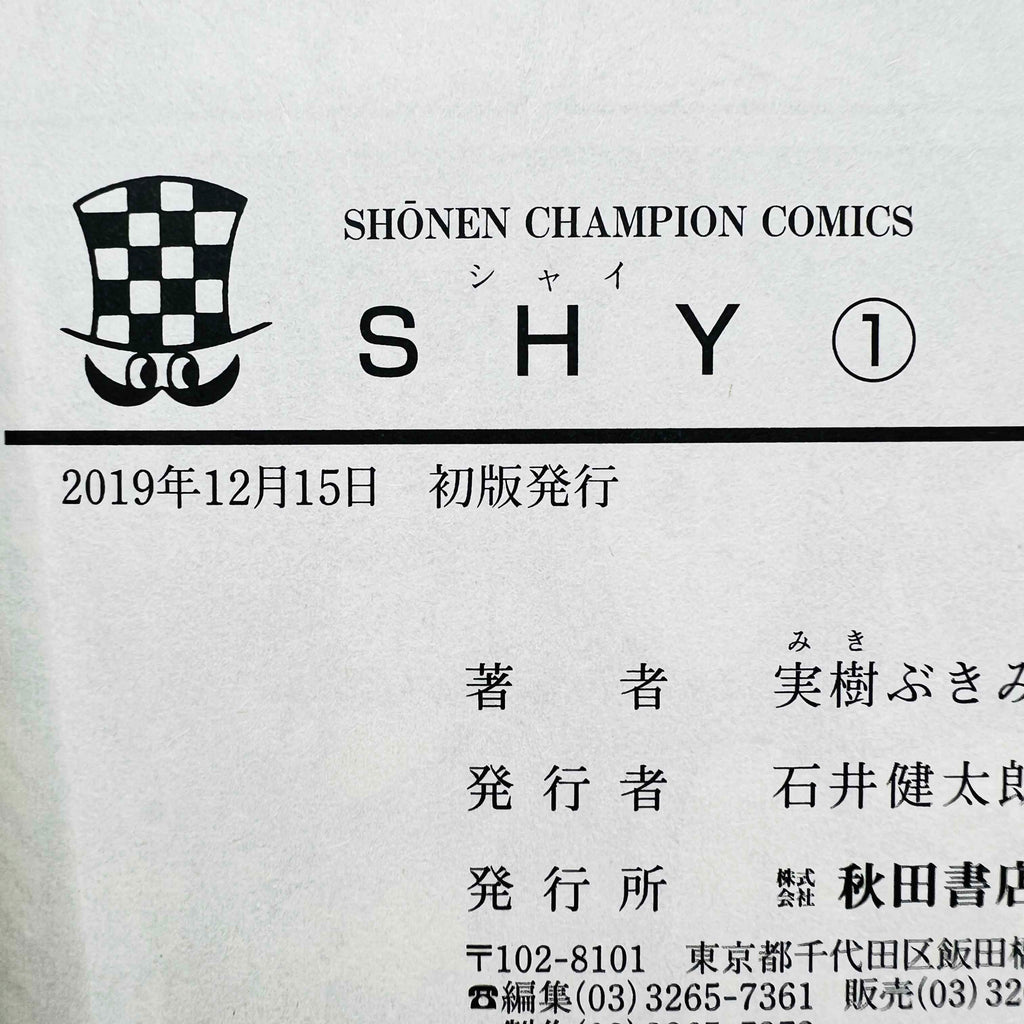 SHŌNEN CHAMPION COMICS
シャイ
SHY ①
2019年12月15日 初版発行
みき
著者 実樹ぶきみ
発行者 石井健太郎
発行所 株式会社 秋田書店
〒102-8101 東京都千代田区飯田橋
☎編集(03)3265-7361 販売(03)32